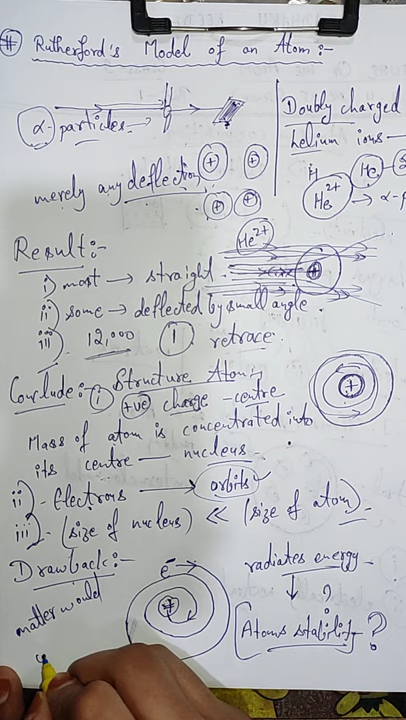 # Rutherford's Model of an Atom:-
α-particles
Doubly charged
helium ions
He
He²⁺ → α-p
merely any deflection
+ +
+ +
Result:-
He²⁺
i) most → straight.
+
ii) some → deflected by small angle.
iii) 12,000 1 retrace.
Conclude:- i) Structure Atom:
+ve charge - centre
+
Mass of atom is concentrated into
its centre - nucleus.
ii). Electrons → orbits
iii). (size of nucleus) << (size of atom).
Drawback:-
e⁻ →
radiates energy.
+
matter would
?
Atoms stability ?